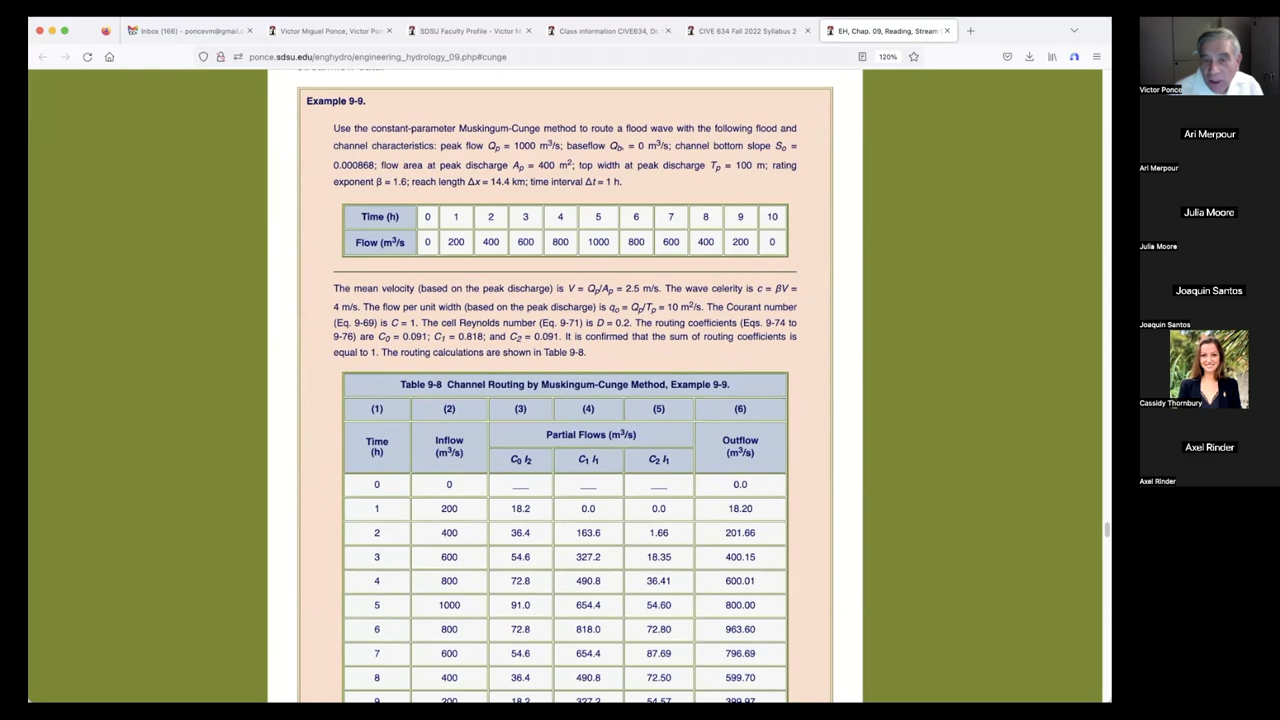 Inbox (166) - poncevm@gmail.c
Victor Miguel Ponce, Victor Pon
SDSU Faculty Profile - Victor M
Class information CIVE634, Dr.
CIVE 634 Fall 2022 Syllabus 2
EH, Chap. 09, Reading, Stream C
ponce.sdsu.edu/enghydro/engineering_hydrology_09.php#cunge
120%
Example 9-9.
Use the constant-parameter Muskingum-Cunge method to route a flood wave with the following flood and
channel characteristics: peak flow Qp = 1000 m³/s; baseflow Qb, = 0 m³/s; channel bottom slope So =
0.000868; flow area at peak discharge Ap = 400 m²; top width at peak discharge Tp = 100 m; rating
exponent β = 1.6; reach length Δx = 14.4 km; time interval Δt = 1 h.
Time (h) 0 1 2 3 4 5 6 7 8 9 10
Flow (m³/s 0 200 400 600 800 1000 800 600 400 200 0
The mean velocity (based on the peak discharge) is V = Qp/Ap = 2.5 m/s. The wave celerity is c = βV =
4 m/s. The flow per unit width (based on the peak discharge) is qo = Qp/Tp = 10 m²/s. The Courant number
(Eq. 9-69) is C = 1. The cell Reynolds number (Eq. 9-71) is D = 0.2. The routing coefficients (Eqs. 9-74 to
9-76) are C0 = 0.091; C1 = 0.818; and C2 = 0.091. It is confirmed that the sum of routing coefficients is
equal to 1. The routing calculations are shown in Table 9-8.
Table 9-8 Channel Routing by Muskingum-Cunge Method, Example 9-9.
(1) (2) (3) (4) (5) (6)
Time (h) Inflow (m³/s) Partial Flows (m³/s) Outflow (m³/s)
C0 I2 C1 I1 C2 I1
0 0 ___ ___ ___ 0.0
1 200 18.2 0.0 0.0 18.20
2 400 36.4 163.6 1.66 201.66
3 600 54.6 327.2 18.35 400.15
4 800 72.8 490.8 36.41 600.01
5 1000 91.0 654.4 54.60 800.00
6 800 72.8 818.0 72.80 963.60
7 600 54.6 654.4 87.69 796.69
8 400 36.4 490.8 72.50 599.70
9 200 18.2 327.2 54.57 399.97
Victor Ponce
Ari Merpour
Ari Merpour
Julia Moore
Julia Moore
Joaquin Santos
Joaquin Santos
Cassidy Thornbury
Axel Rinder
Axel Rinder